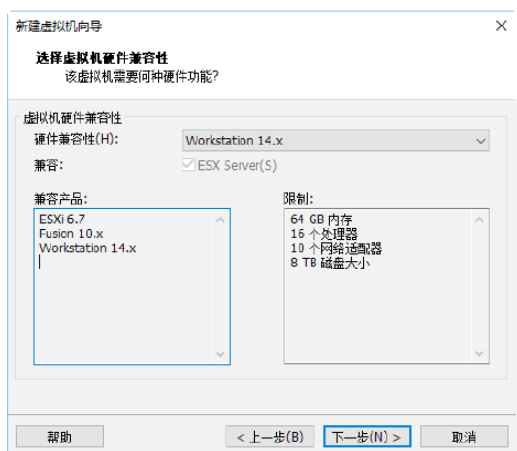 新建虚拟机向导
选择虚拟机硬件兼容性
该虚拟机需要何种硬件功能?
虚拟机硬件兼容性
硬件兼容性(H):
Workstation 14.x
兼容:
ESX Server(S)
兼容产品:
ESXi 6.7
Fusion 10.x
Workstation 14.x
限制:
64 GB 内存
16 个处理器
10 个网络适配器
8 TB 磁盘大小
帮助
< 上一步(B)
下一步(N) >
取消